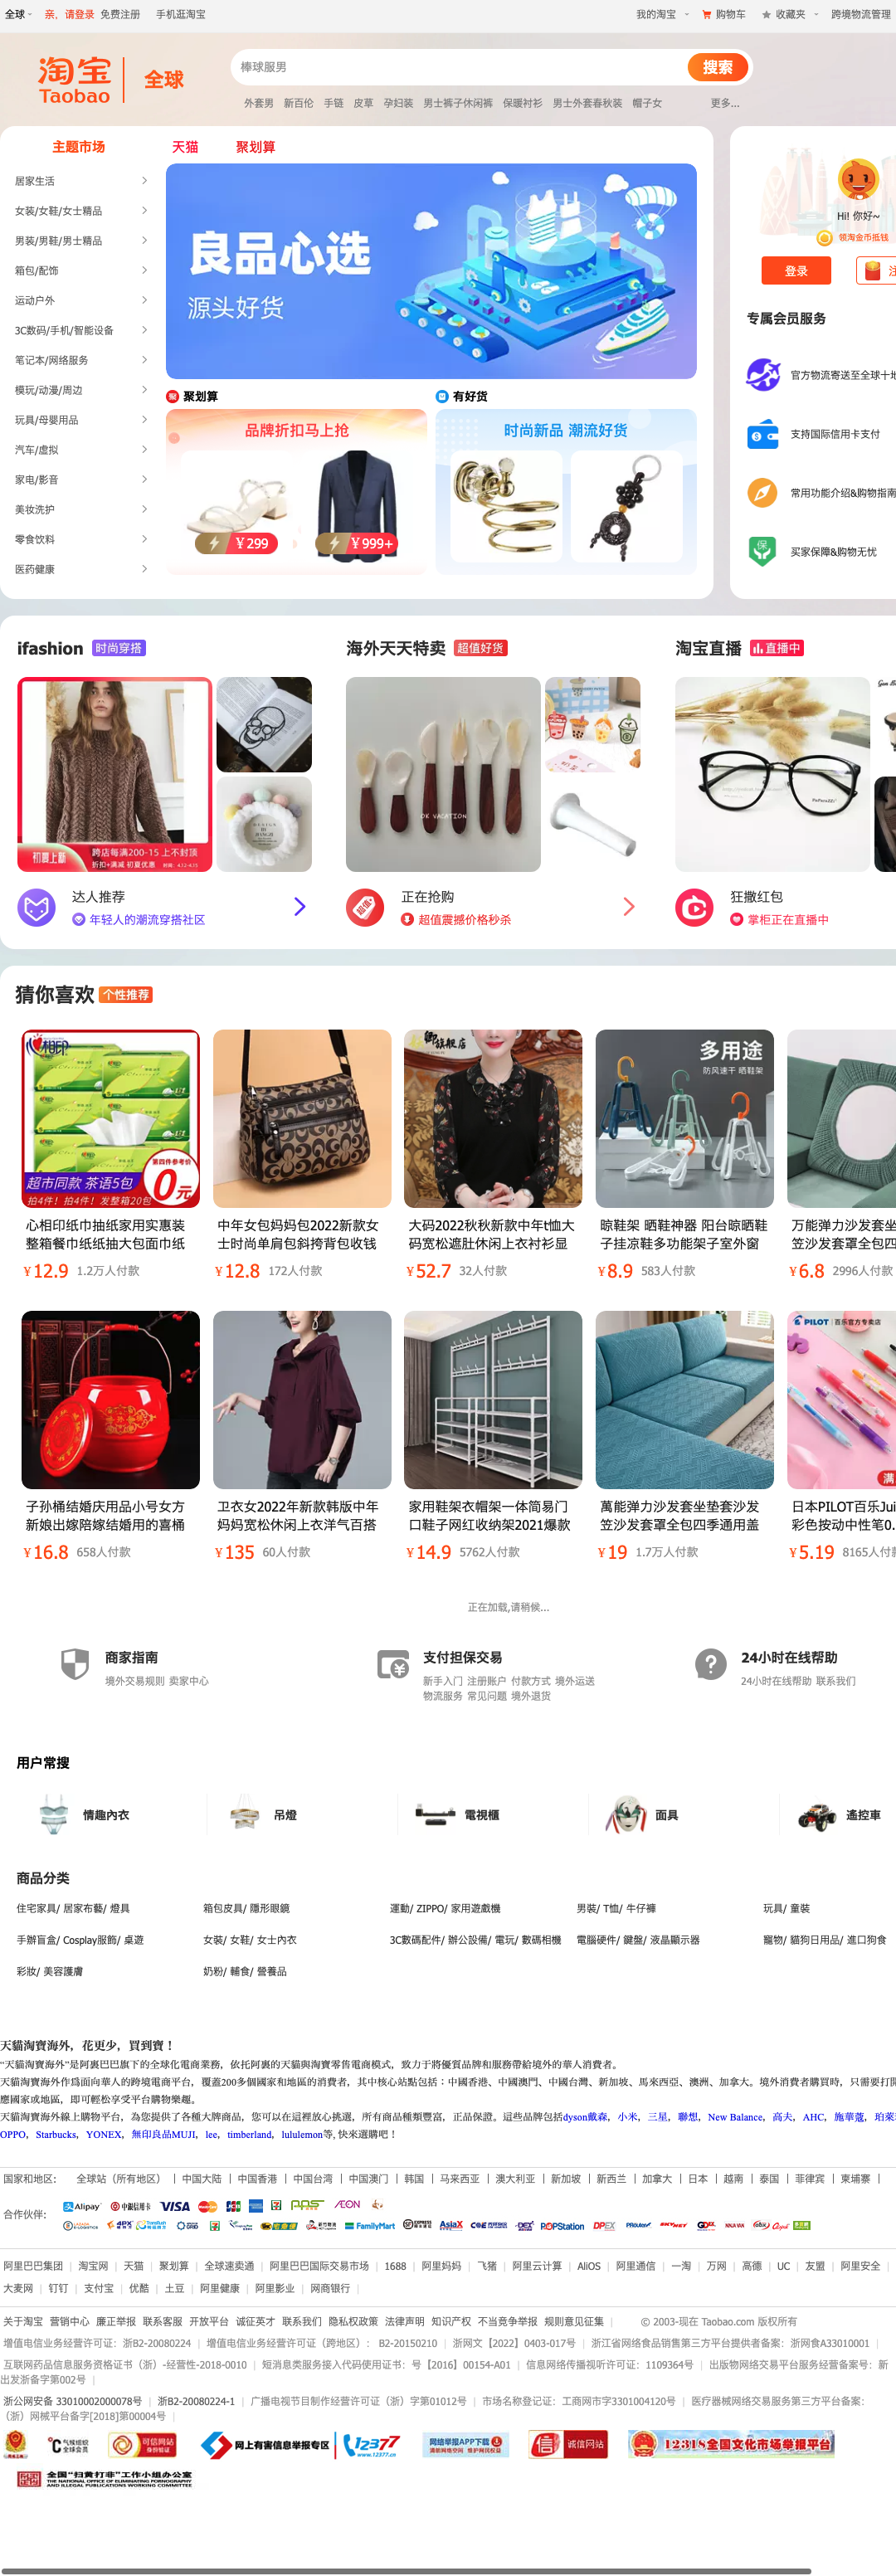 全球 亲，请登录 免费注册 手机逛淘宝 我的淘宝 购物车 收藏夹 跨境物流管理
淘宝 Taobao 全球
棒球服男 搜索
外套男 新百伦 手链 皮草 孕妇装 男士裤子休闲裤 保暖衬衫 男士外套春秋装 帽子女 更多...
主题市场 天猫 聚划算
居家生活
女装/女鞋/女士精品
男装/男鞋/男士精品
箱包/配饰
运动户外
3C数码/手机/智能设备
笔记本/网络服务
模玩/动漫/周边
玩具/母婴用品
汽车/虚拟
家电/影音
美妆洗护
零食饮料
医药健康
良品心选
源头好货
聚划算 有好货
品牌折扣马上抢 时尚新品 潮流好货
¥299 ¥999+
Hi! 你好~
领淘金币抵钱
登录 注
专属会员服务
官方物流寄送至全球十地
支持国际信用卡支付
常用功能介绍&购物指南
买家保障&购物无忧
ifashion 时尚穿搭 海外天天特卖 超值好货 淘宝直播 直播中
初夏上新 跨店每满200-15 上不封顶
OK VACATION
达人推荐 正在抢购 狂撒红包
年轻人的潮流穿搭社区 超值震撼价格秒杀 掌柜正在直播中
猜你喜欢 个性推荐
心相印
超市同款 茶语5包
拍4件！拍4件！发整箱20包
第四件参考价 0元
御旗舰店
多用途
防风速干 晒鞋架
心相印纸巾抽纸家用实惠装 中年女包妈妈包2022新款女 大码2022秋秋新款中年t恤大 晾鞋架 晒鞋神器 阳台晾晒鞋 万能弹力沙发套坐
整箱餐巾纸纸抽大包面巾纸 士时尚单肩包斜挎背包收钱 码宽松遮肚休闲上衣衬衫显 子挂凉鞋多功能架子室外窗 笠沙发套罩全包四
¥12.9 1.2万人付款 ¥12.8 172人付款 ¥52.7 32人付款 ¥8.9 583人付款 ¥6.8 2996人付款
PILOT 百乐官方专卖店
满
子孙桶结婚庆用品小号女方 卫衣女2022年新款韩版中年 家用鞋架衣帽架一体简易门 萬能弹力沙发套坐垫套沙发 日本PILOT百乐Jui
新娘出嫁陪嫁结婚用的喜桶 妈妈宽松休闲上衣洋气百搭 口鞋子网红收纳架2021爆款 笠沙发套罩全包四季通用盖 彩色按动中性笔0.
¥16.8 658人付款 ¥135 60人付款 ¥14.9 5762人付款 ¥19 1.7万人付款 ¥5.19 8165人付款
正在加载,请稍候...
商家指南 支付担保交易 24小时在线帮助
境外交易规则 卖家中心 新手入门 注册账户 付款方式 境外运送 24小时在线帮助 联系我们
物流服务 常见问题 境外退货
用户常搜
情趣內衣 吊燈 電視櫃 面具 遙控車
商品分类
住宅家具/ 居家布藝/ 燈具 箱包皮具/ 隱形眼鏡 運動/ ZIPPO/ 家用遊戲機 男裝/ T恤/ 牛仔褲 玩具/ 童裝
手辦盲盒/ Cosplay服飾/ 桌遊 女裝/ 女鞋/ 女士內衣 3C數碼配件/ 辦公設備/ 電玩/ 數碼相機 電腦硬件/ 鍵盤/ 液晶顯示器 寵物/ 貓狗日用品/ 進口狗食
彩妝/ 美容護膚 奶粉/ 輔食/ 營養品
天貓淘寶海外，花更少，買到寶！
“天貓淘寶海外”是阿裏巴巴旗下的全球化電商業務，依托阿裏的天貓與淘寶零售電商模式，致力于將優質品牌和服務帶給境外的華人消費者。
天貓淘寶海外作爲面向華人的跨境電商平台，覆蓋200多個國家和地區的消費者，其中核心站點包括：中國香港、中國澳門、中國台灣、新加坡、馬來西亞、澳洲、加拿大。境外消費者購買時，只需要打開
應國家或地區，即可輕松享受平台購物樂趣。
天貓淘寶海外線上購物平台，為您提供了各種大牌商品，您可以在這裡放心挑選，所有商品種類豐富，正品保證。這些品牌包括dyson戴森，小米，三星，聯想，New Balance，高夫，AHC，施華蔻，珀萊
OPPO，Starbucks，YONEX，無印良品MUJI，lee，timberland，lululemon等, 快來選購吧！
国家和地区: 全球站（所有地区） | 中国大陆 | 中国香港 | 中国台湾 | 中国澳门 | 韩国 | 马来西亚 | 澳大利亚 | 新加坡 | 新西兰 | 加拿大 | 日本 | 越南 | 泰国 | 菲律宾 | 柬埔寨 |
合作伙伴: Alipay 中国信用卡 VISA AEON
FamilyMart AsiaX POPStation DPEX
阿里巴巴集团 | 淘宝网 | 天猫 | 聚划算 | 全球速卖通 | 阿里巴巴国际交易市场 | 1688 | 阿里妈妈 | 飞猪 | 阿里云计算 | AliOS | 阿里通信 | 一淘 | 万网 | 高德 | UC | 友盟 | 阿里安全 |
大麦网 | 钉钉 | 支付宝 | 优酷 | 土豆 | 阿里健康 | 阿里影业 | 网商银行 |
关于淘宝 营销中心 廉正举报 联系客服 开放平台 诚征英才 联系我们 隐私权政策 法律声明 知识产权 不当竞争举报 规则意见征集 | © 2003-现在 Taobao.com 版权所有
增值电信业务经营许可证：浙B2-20080224 | 增值电信业务经营许可证（跨地区）：B2-20150210 | 浙网文【2022】0403-017号 | 浙江省网络食品销售第三方平台提供者备案：浙网食A33010001 |
互联网药品信息服务资格证书（浙）-经营性-2018-0010 | 短消息类服务接入代码使用证书：号【2016】00154-A01 | 信息网络传播视听许可证：1109364号 | 出版物网络交易平台服务经营备案号：新
出发浙备字第002号 |
浙公网安备 33010002000078号 | 浙B2-20080224-1 | 广播电视节目制作经营许可证（浙）字第01012号 | 市场名称登记证：工商网市字3301004120号 | 医疗器械网络交易服务第三方平台备案：
（浙）网械平台备字[2018]第00004号 |
气候组织 全球会员 可信网站 身份验证 网上有害信息举报专区 12377 www.12377.cn 网络举报APP下载 信 诚信网站 12318全国文化市场举报平台
全国“扫黄打非”工作小组办公室
THE NATIONAL OFFICE OF ELIMINATING PORNOGRAPHY
AND ILLEGAL PUBLICATIONS WORKING COMMITTEE